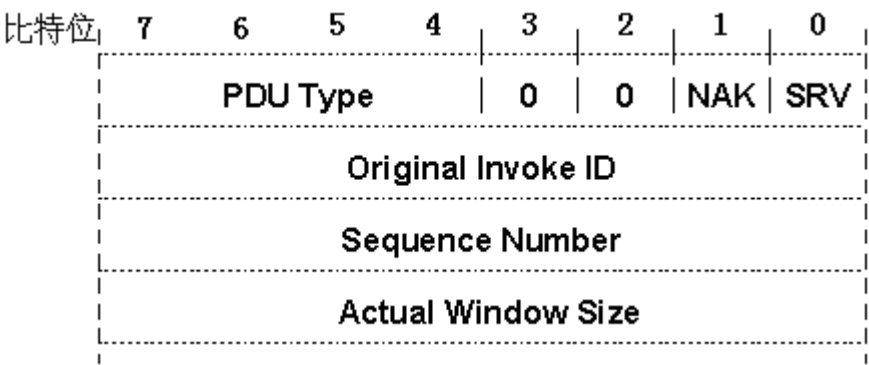 比特位 7 6 5 4 3 2 1 0
PDU Type 0 0 NAK SRV
Original Invoke ID
Sequence Number
Actual Window Size